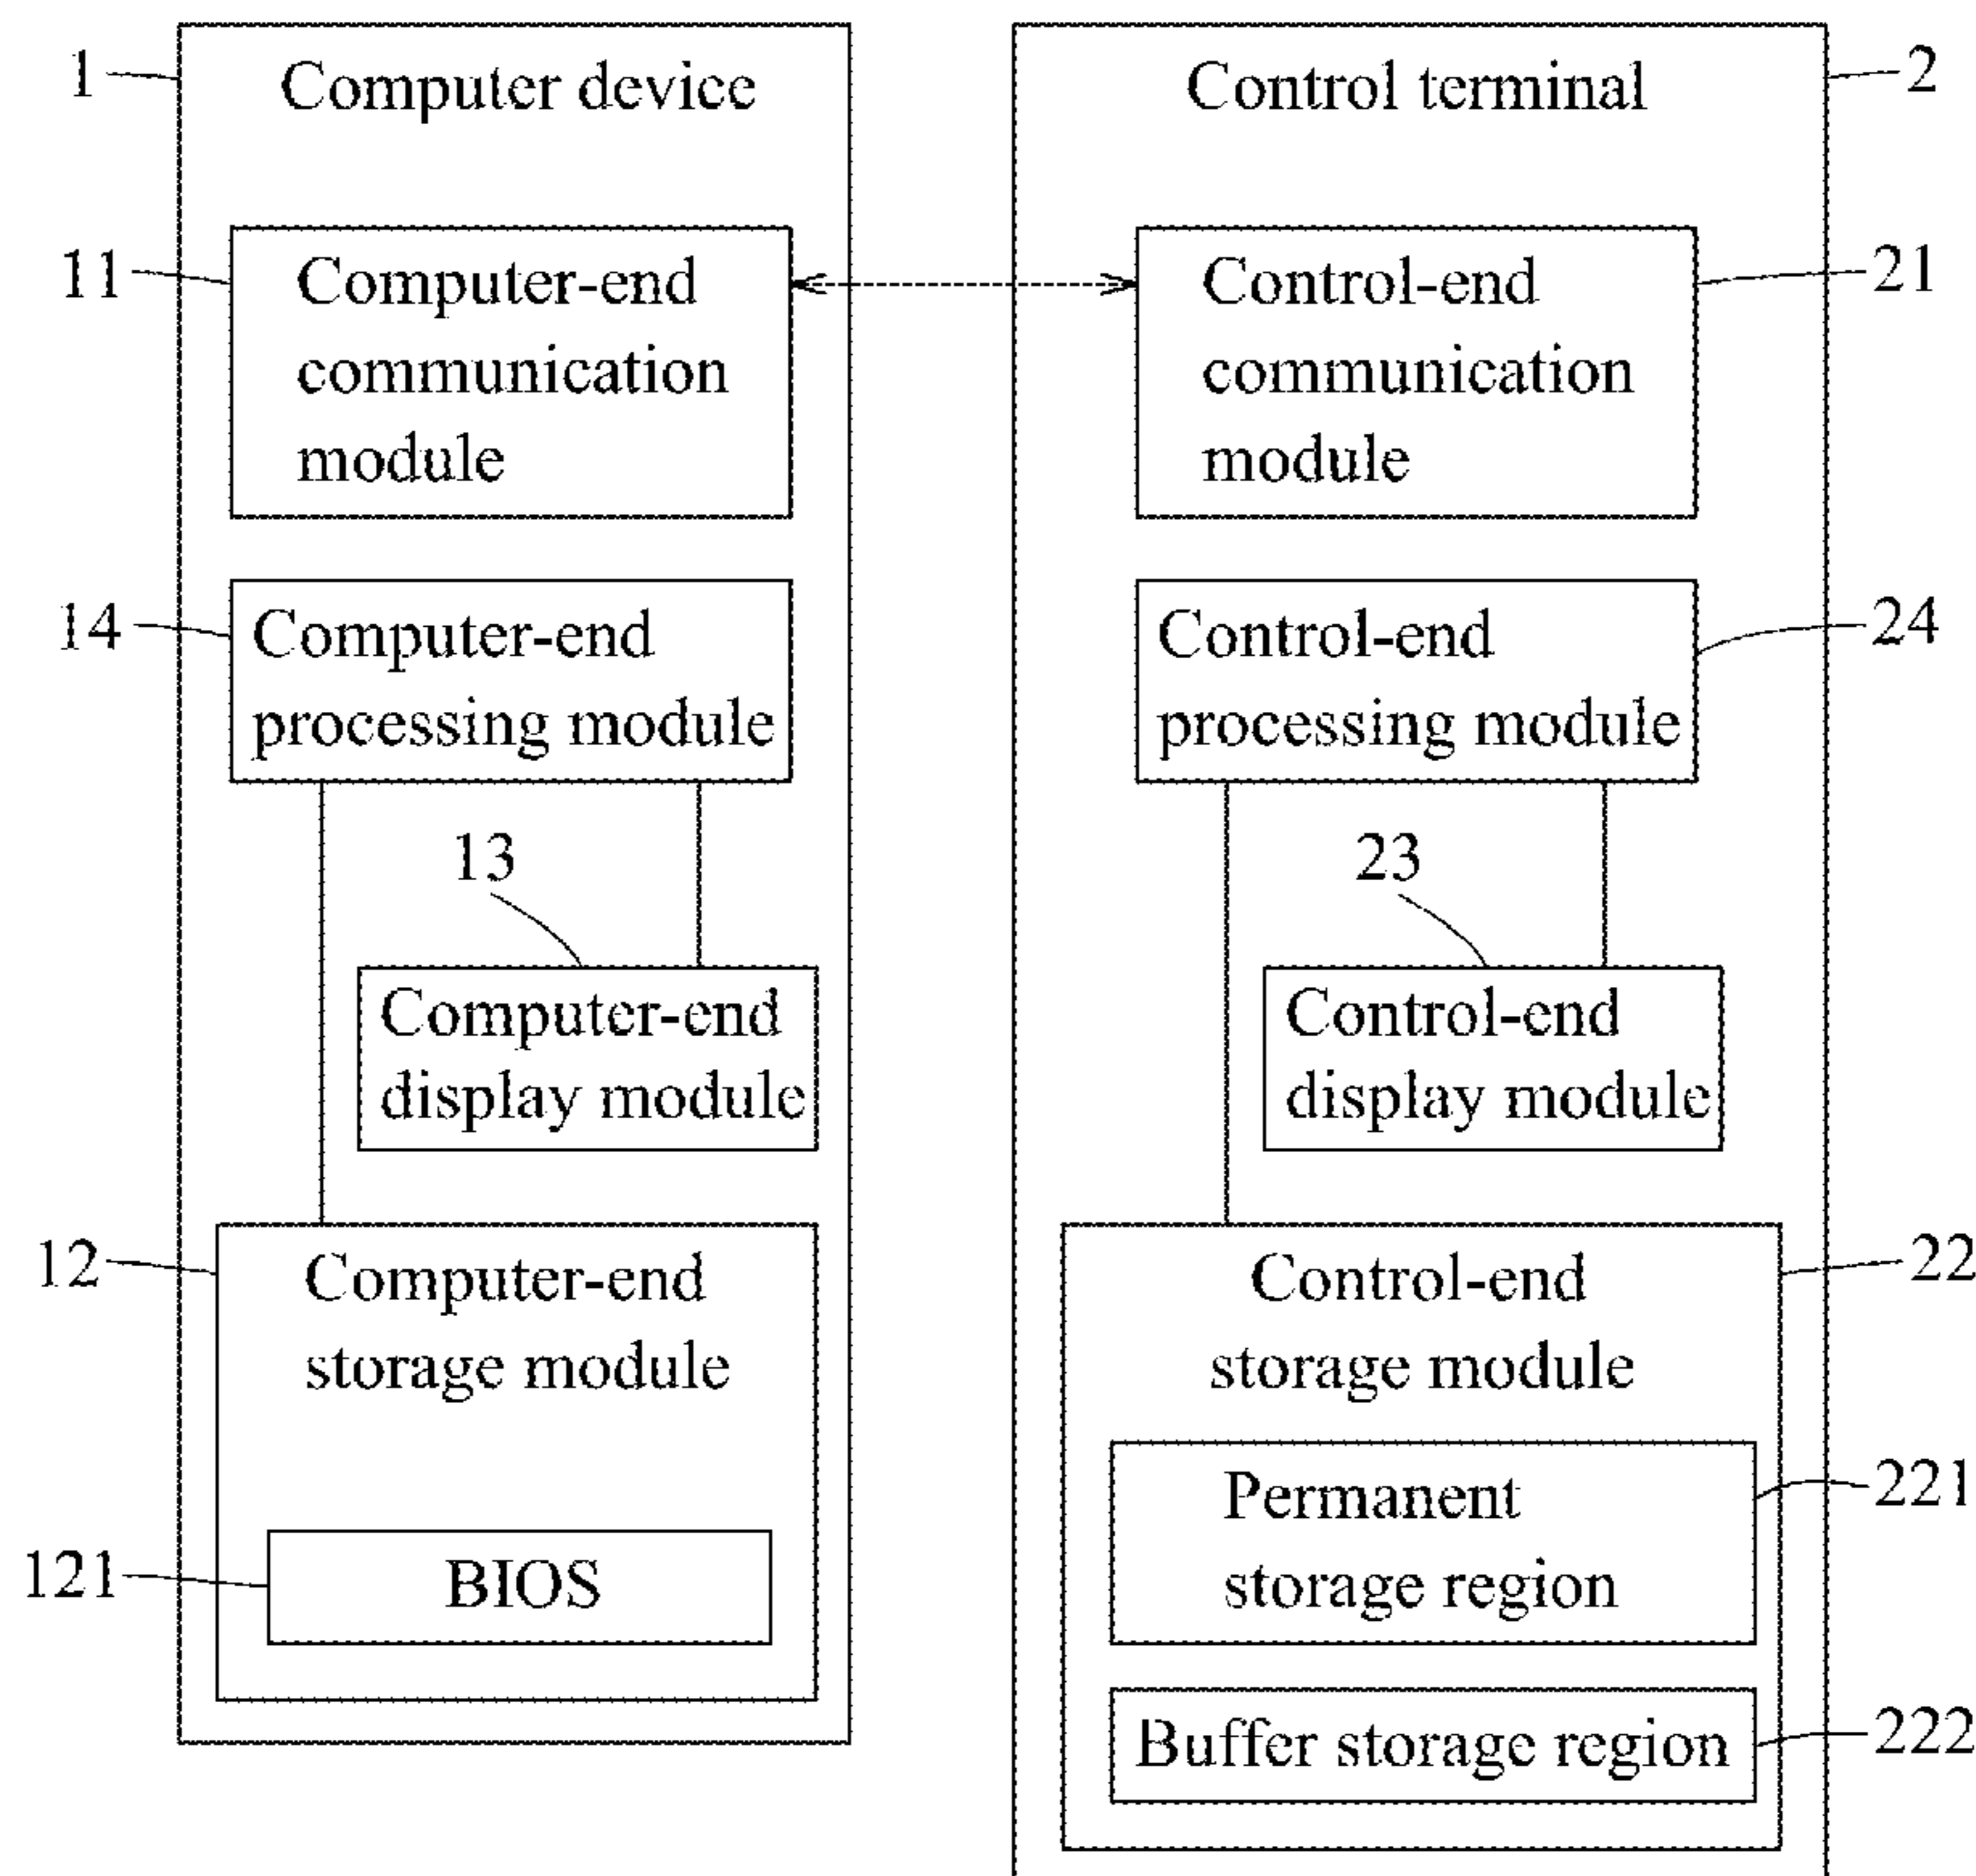 1
Computer device
Control terminal
2
11
Computer-end
communication
module
Control-end
communication
module
21
14
Computer-end
processing module
Control-end
processing module
24
13
23
Computer-end
display module
Control-end
display module
12
Computer-end
storage module
Control-end
storage module
22
Permanent
storage region
221
121
BIOS
Buffer storage region
222